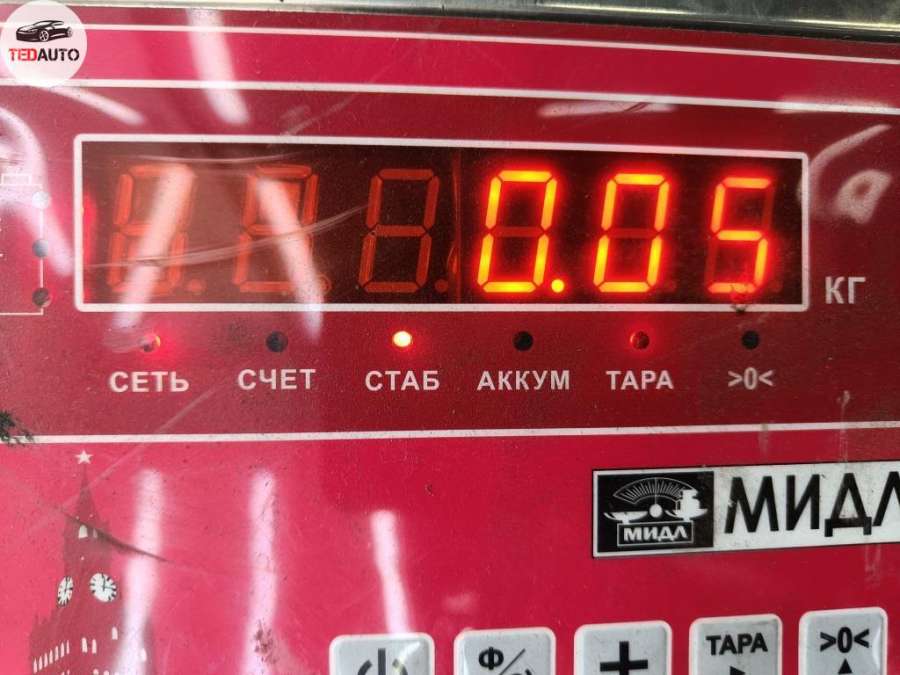 TEDAUTO
0.05
КГ
СЕТЬ СЧЕТ СТАБ АККУМ ТАРА >0<
МИДЛ МИДЛ
Ф/
+ ТАРА >0<